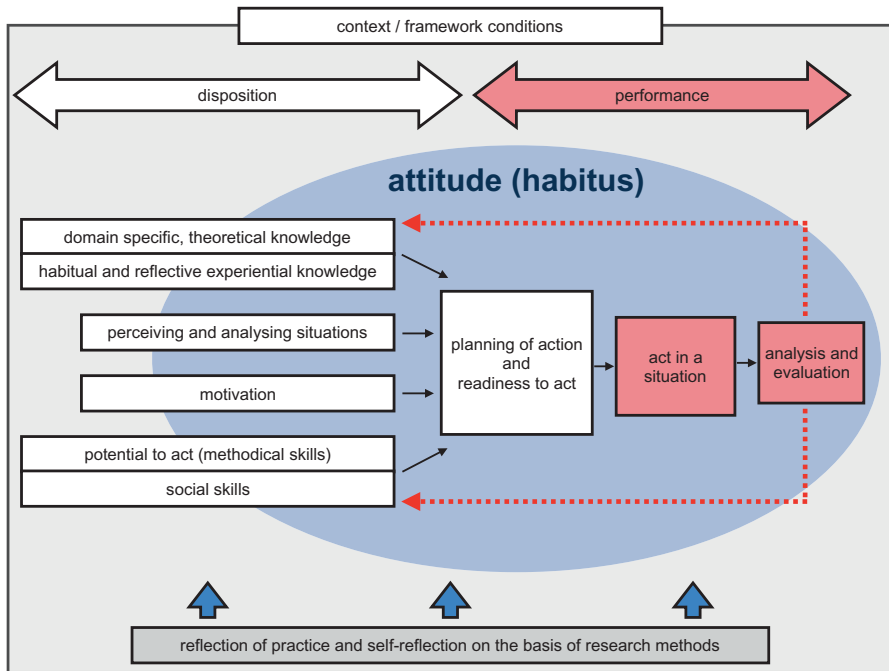 context / framework conditions
disposition
performance
attitude (habitus)
domain specific, theoretical knowledge
habitual and reflective experiential knowledge
perceiving and analysing situations
motivation
potential to act (methodical skills)
social skills
planning of action
and
readiness to act
act in a
situation
analysis and
evaluation
reflection of practice and self-reflection on the basis of research methods